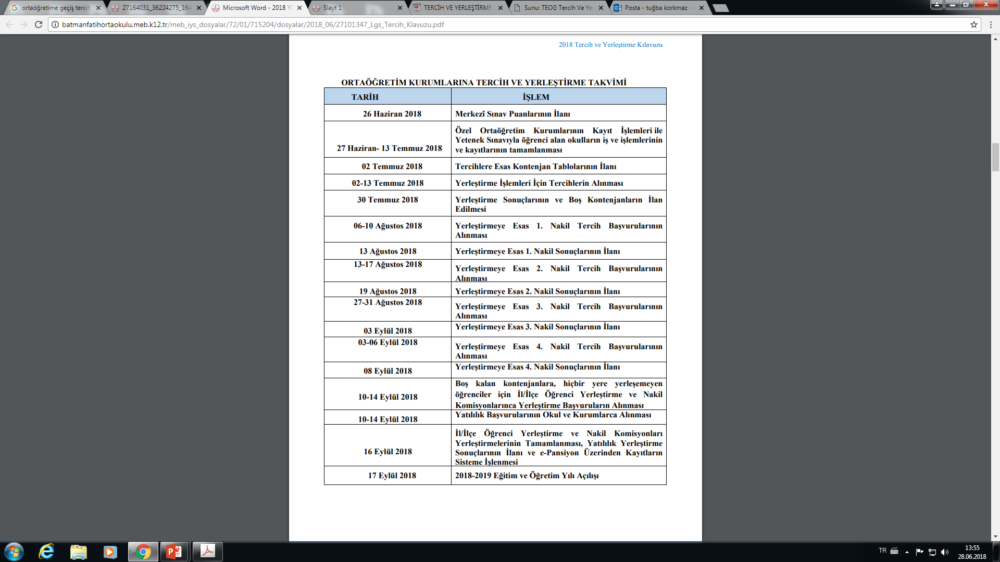 ortaöğretime geçiş tercih
27164031_36224275_164
Microsoft Word - 2018 Yİ
Slayt 1
TERCİH VE YERLEŞTİRME
Sunu: TEOG Tercih Ve Ye
Posta - tuğba korkmaz -
batmanfatihortaokulu.meb.k12.tr/meb_iys_dosyalar/72/01/715204/dosyalar/2018_06/27101347_Lgs_Tercih_Klavuzu.pdf
2018 Tercih ve Yerleştirme Kılavuzu
ORTAÖĞRETİM KURUMLARINA TERCİH VE YERLEŞTİRME TAKVİMİ
TARİH İŞLEM
26 Haziran 2018 Merkezî Sınav Puanlarının İlanı
27 Haziran- 13 Temmuz 2018
Özel Ortaöğretim Kurumlarının Kayıt İşlemleri ile
Yetenek Sınavıyla öğrenci alan okulların iş ve işlemlerinin
ve kayıtlarının tamamlanması
02 Temmuz 2018 Tercihlere Esas Kontenjan Tablolarının İlanı
02-13 Temmuz 2018 Yerleştirme İşlemleri İçin Tercihlerin Alınması
30 Temmuz 2018 Yerleştirme Sonuçlarının ve Boş Kontenjanların İlan
Edilmesi
06-10 Ağustos 2018 Yerleştirmeye Esas 1. Nakil Tercih Başvurularının
Alınması
13 Ağustos 2018 Yerleştirmeye Esas 1. Nakil Sonuçlarının İlanı
13-17 Ağustos 2018 Yerleştirmeye Esas 2. Nakil Tercih Başvurularının
Alınması
19 Ağustos 2018 Yerleştirmeye Esas 2. Nakil Sonuçlarının İlanı
27-31 Ağustos 2018 Yerleştirmeye Esas 3. Nakil Tercih Başvurularının
Alınması
03 Eylül 2018 Yerleştirmeye Esas 3. Nakil Sonuçlarının İlanı
03-06 Eylül 2018 Yerleştirmeye Esas 4. Nakil Tercih Başvurularının
Alınması
08 Eylül 2018 Yerleştirmeye Esas 4. Nakil Sonuçlarının İlanı
10-14 Eylül 2018
Boş kalan kontenjanlara, hiçbir yere yerleşemeyen
öğrenciler için İl/İlçe Öğrenci Yerleştirme ve Nakil
Komisyonlarınca Yerleştirme Başvuruların Alınması
10-14 Eylül 2018 Yatılılık Başvurularının Okul ve Kurumlarca Alınması
16 Eylül 2018
İl/İlçe Öğrenci Yerleştirme ve Nakil Komisyonları
Yerleştirmelerinin Tamamlanması, Yatılılık Yerleştirme
Sonuçlarının İlanı ve e-Pansiyon Üzerinden Kayıtların
Sisteme İşlenmesi
17 Eylül 2018 2018-2019 Eğitim ve Öğretim Yılı Açılışı
TR
13:55
28.06.2018